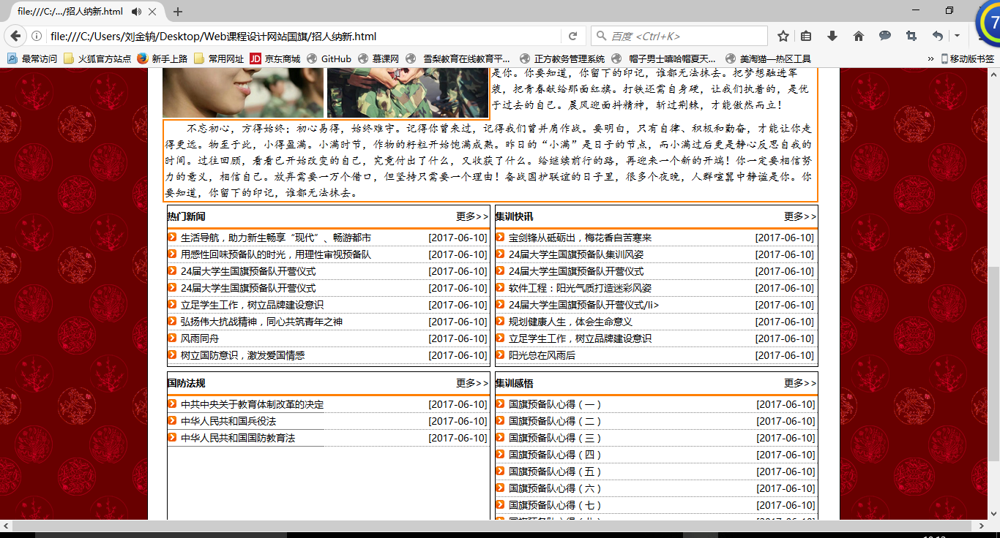 file:///C:/.../招人纳新.html
file:///C:/Users/刘金锹/Desktop/Web课程设计网站国旗/招人纳新.html
百度 <Ctrl+K>
7
最常访问 火狐官方站点 新手上路 常用网址 JD 京东商城 GitHub 慕课网 雪梨教育在线教育平... 正方教务管理系统 帽子男士嘻哈帽夏天... 美淘猫—热区工具 » 移动版书签
是你。你要知道，你留下的印记，谁都无法抹去。把梦想融进军
装，把青春献给那面红旗。打铁还需自身硬，让我们执着的，是优
于过去的自己。晨风迎面抖精神，斩过荆棘，才能傲然而立！
不忘初心，方得始终；初心易得，始终难守。记得你曾来过，记得我们曾并肩作战。要明白，只有自律、积极和勤奋，才能让你走
得更远。物至于此，小得盈满。小满时节，作物的籽粒开始饱满成熟。昨日的“小满”是日子的节点，而小满过后更是静心反思自我的
时间。过往回顾，看看已开始改变的自己，究竟付出了什么，又收获了什么。给继续前行的路，再迎来一个新的开端！你一定要相信努
力的意义，相信自己。放弃需要一万个借口，但坚持只需要一个理由！备战国护联谊的日子里，很多个夜晚，人群喧嚣中静谧是你。你
要知道，你留下的印记，谁都无法抹去。
热门新闻 更多>>
生活导航，助力新生畅享“现代”、畅游都市 [2017-06-10]
用感性回味预备队的时光，用理性审视预备队 [2017-06-10]
24届大学生国旗预备队开营仪式 [2017-06-10]
24届大学生国旗预备队开营仪式 [2017-06-10]
立足学生工作，树立品牌建设意识 [2017-06-10]
弘扬伟大抗战精神，同心共筑青年之神 [2017-06-10]
风雨同舟 [2017-06-10]
树立国防意识，激发爱国情感 [2017-06-10]
集训快讯 更多>>
宝剑锋从砥砺出，梅花香自苦寒来 [2017-06-10]
24届大学生国旗预备队集训风姿 [2017-06-10]
24届大学生国旗预备队开营仪式 [2017-06-10]
软件工程：阳光气质打造迷彩风姿 [2017-06-10]
24届大学生国旗预备队开营仪式/li> [2017-06-10]
规划健康人生，体会生命意义 [2017-06-10]
立足学生工作，树立品牌建设意识 [2017-06-10]
阳光总在风雨后 [2017-06-10]
国防法规 更多>>
中共中央关于教育体制改革的决定 [2017-06-10]
中华人民共和国兵役法 [2017-06-10]
中华人民共和国国防教育法 [2017-06-10]
集训感悟 更多>>
国旗预备队心得（一） [2017-06-10]
国旗预备队心得（二） [2017-06-10]
国旗预备队心得（三） [2017-06-10]
国旗预备队心得（四） [2017-06-10]
国旗预备队心得（五） [2017-06-10]
国旗预备队心得（六） [2017-06-10]
国旗预备队心得（七） [2017-06-10]